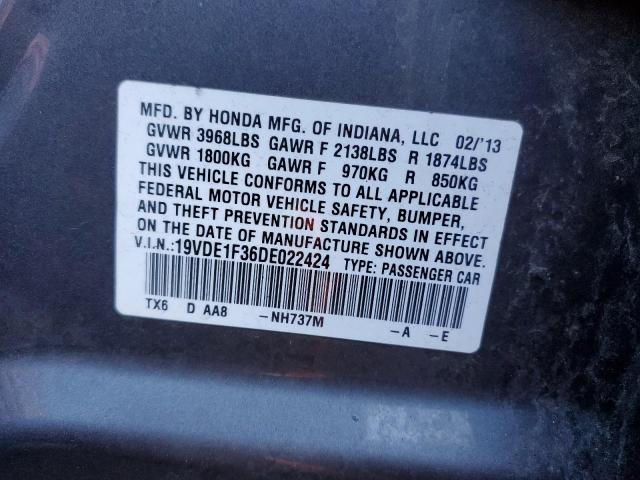 MFD. BY HONDA MFG. OF INDIANA, LLC 02/'13
GVWR 3968LBS GAWR F 2138LBS R 1874LBS
GVWR 1800KG GAWR F 970KG R 850KG
THIS VEHICLE CONFORMS TO ALL APPLICABLE
FEDERAL MOTOR VEHICLE SAFETY, BUMPER,
AND THEFT PREVENTION STANDARDS IN EFFECT
ON THE DATE OF MANUFACTURE SHOWN ABOVE.
V.I.N.:19VDE1F36DE022424 TYPE: PASSENGER CAR
TX6 D AA8 -NH737M -A -E